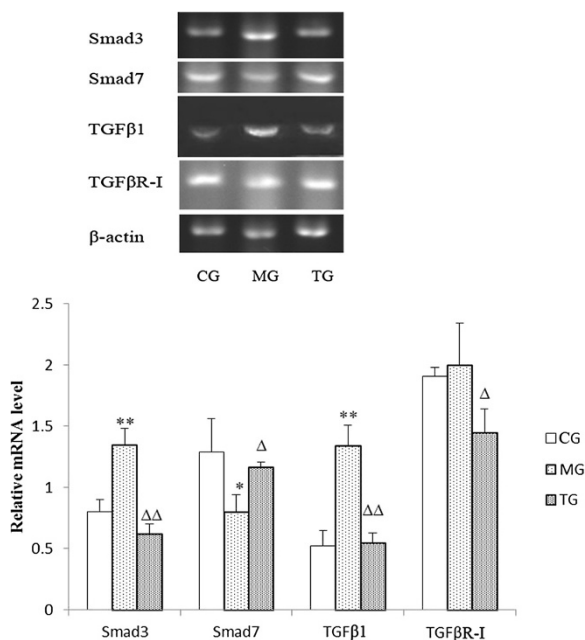 Smad3
Smad7
TGFβ1
TGFβR-I
β-actin
CG MG TG
Relative mRNA level
2.5
2
1.5
1
0.5
0
**
ΔΔ
*
Δ
**
ΔΔ
Δ
CG
MG
TG
Smad3 Smad7 TGFβ1 TGFβR-I